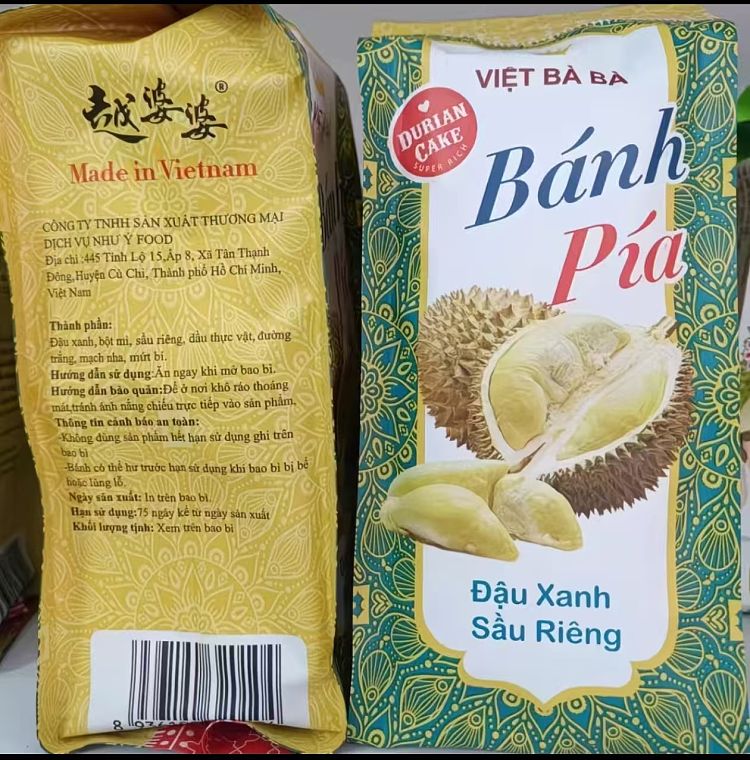 越婆婆®
Made in Vietnam
CÔNG TY TNHH SẢN XUẤT THƯƠNG MẠI
DỊCH VỤ NHƯ Ý FOOD
Địa chỉ :445 Tỉnh Lộ 15,Ấp 8, Xã Tân Thạnh
Đông,Huyện Củ Chi, Thành phố Hồ Chí Minh,
Việt Nam
Thành phần:
Đậu xanh, bột mì, sầu riêng, dầu thực vật, đường
trắng, mạch nha, mứt bí.
Hướng dẫn sử dụng:Ăn ngay khi mở bao bì.
Hướng dẫn bảo quản:Để ở nơi khô ráo thoáng
mát,tránh ánh nắng chiếu trực tiếp vào sản phẩm.
Thông tin cảnh báo an toàn:
-Không dùng sản phẩm hết hạn sử dụng ghi trên
bao bì
-Bánh có thể hư trước hạn sử dụng khi bao bì bị bể
hoặc lủng lỗ.
Ngày sản xuất: In trên bao bì.
Hạn sử dụng:75 ngày kể từ ngày sản xuất
Khối lượng tịnh: Xem trên bao bì
VIỆT BÀ BÀ
DURIAN
CAKE
SUPER RICH
Bánh
Pía
Đậu Xanh
Sầu Riêng